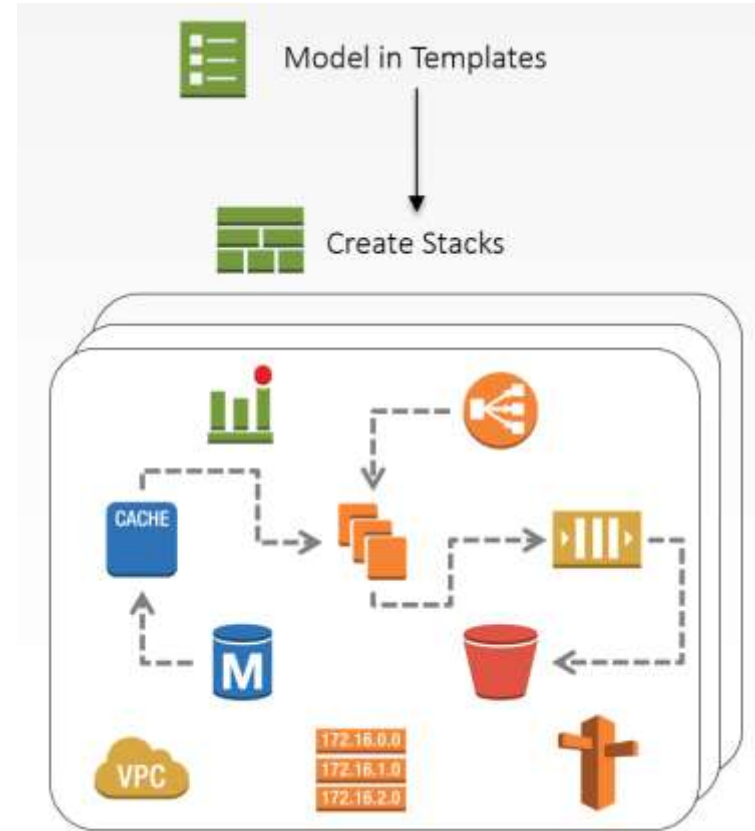 Model in Templates
Create Stacks
CACHE
M
VPC
172.16.0.0
172.16.1.0
172.16.2.0